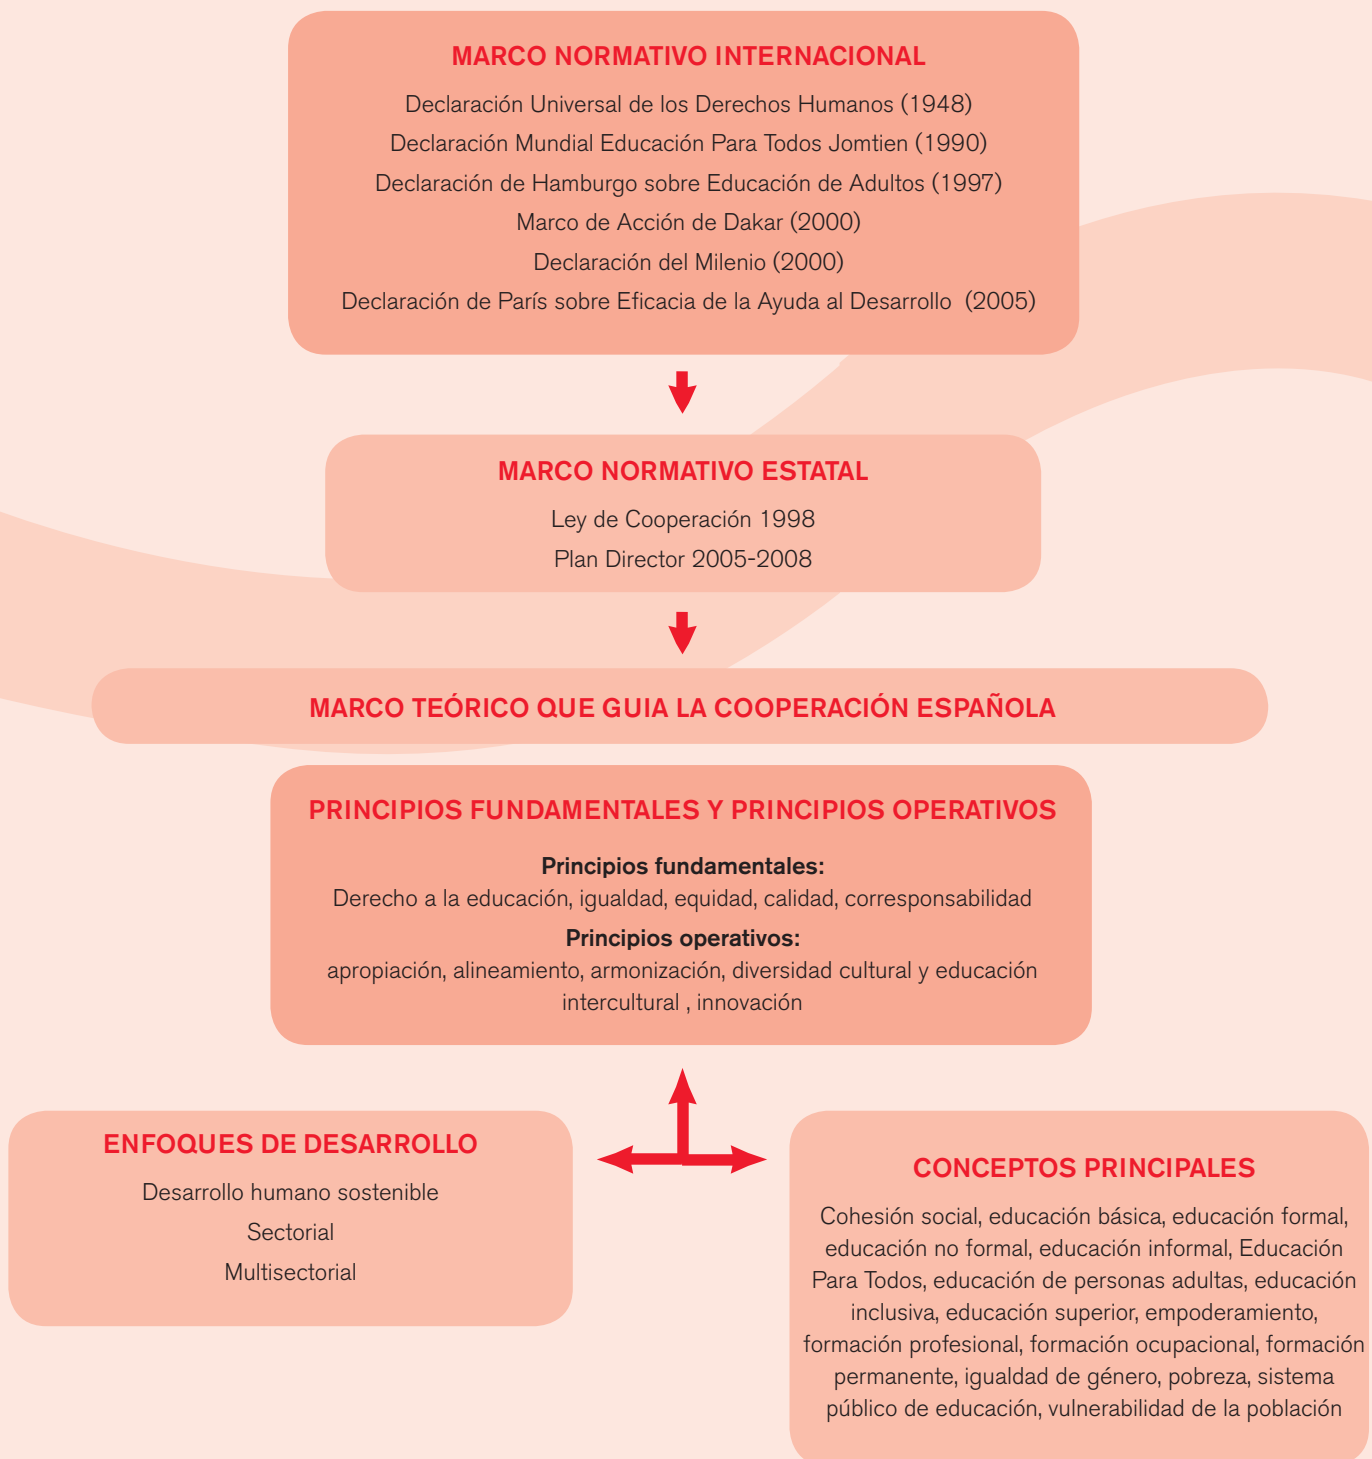 MARCO NORMATIVO INTERNACIONAL
Declaración Universal de los Derechos Humanos (1948)
Declaración Mundial Educación Para Todos Jomtien (1990)
Declaración de Hamburgo sobre Educación de Adultos (1997)
Marco de Acción de Dakar (2000)
Declaración del Milenio (2000)
Declaración de París sobre Eficacia de la Ayuda al Desarrollo (2005)
MARCO NORMATIVO ESTATAL
Ley de Cooperación 1998
Plan Director 2005-2008
MARCO TEÓRICO QUE GUIA LA COOPERACIÓN ESPAÑOLA
PRINCIPIOS FUNDAMENTALES Y PRINCIPIOS OPERATIVOS
Principios fundamentales:
Derecho a la educación, igualdad, equidad, calidad, corresponsabilidad
Principios operativos:
apropiación, alineamiento, armonización, diversidad cultural y educación
intercultural , innovación
ENFOQUES DE DESARROLLO
Desarrollo humano sostenible
Sectorial
Multisectorial
CONCEPTOS PRINCIPALES
Cohesión social, educación básica, educación formal,
educación no formal, educación informal, Educación
Para Todos, educación de personas adultas, educación
inclusiva, educación superior, empoderamiento,
formación profesional, formación ocupacional, formación
permanente, igualdad de género, pobreza, sistema
público de educación, vulnerabilidad de la población